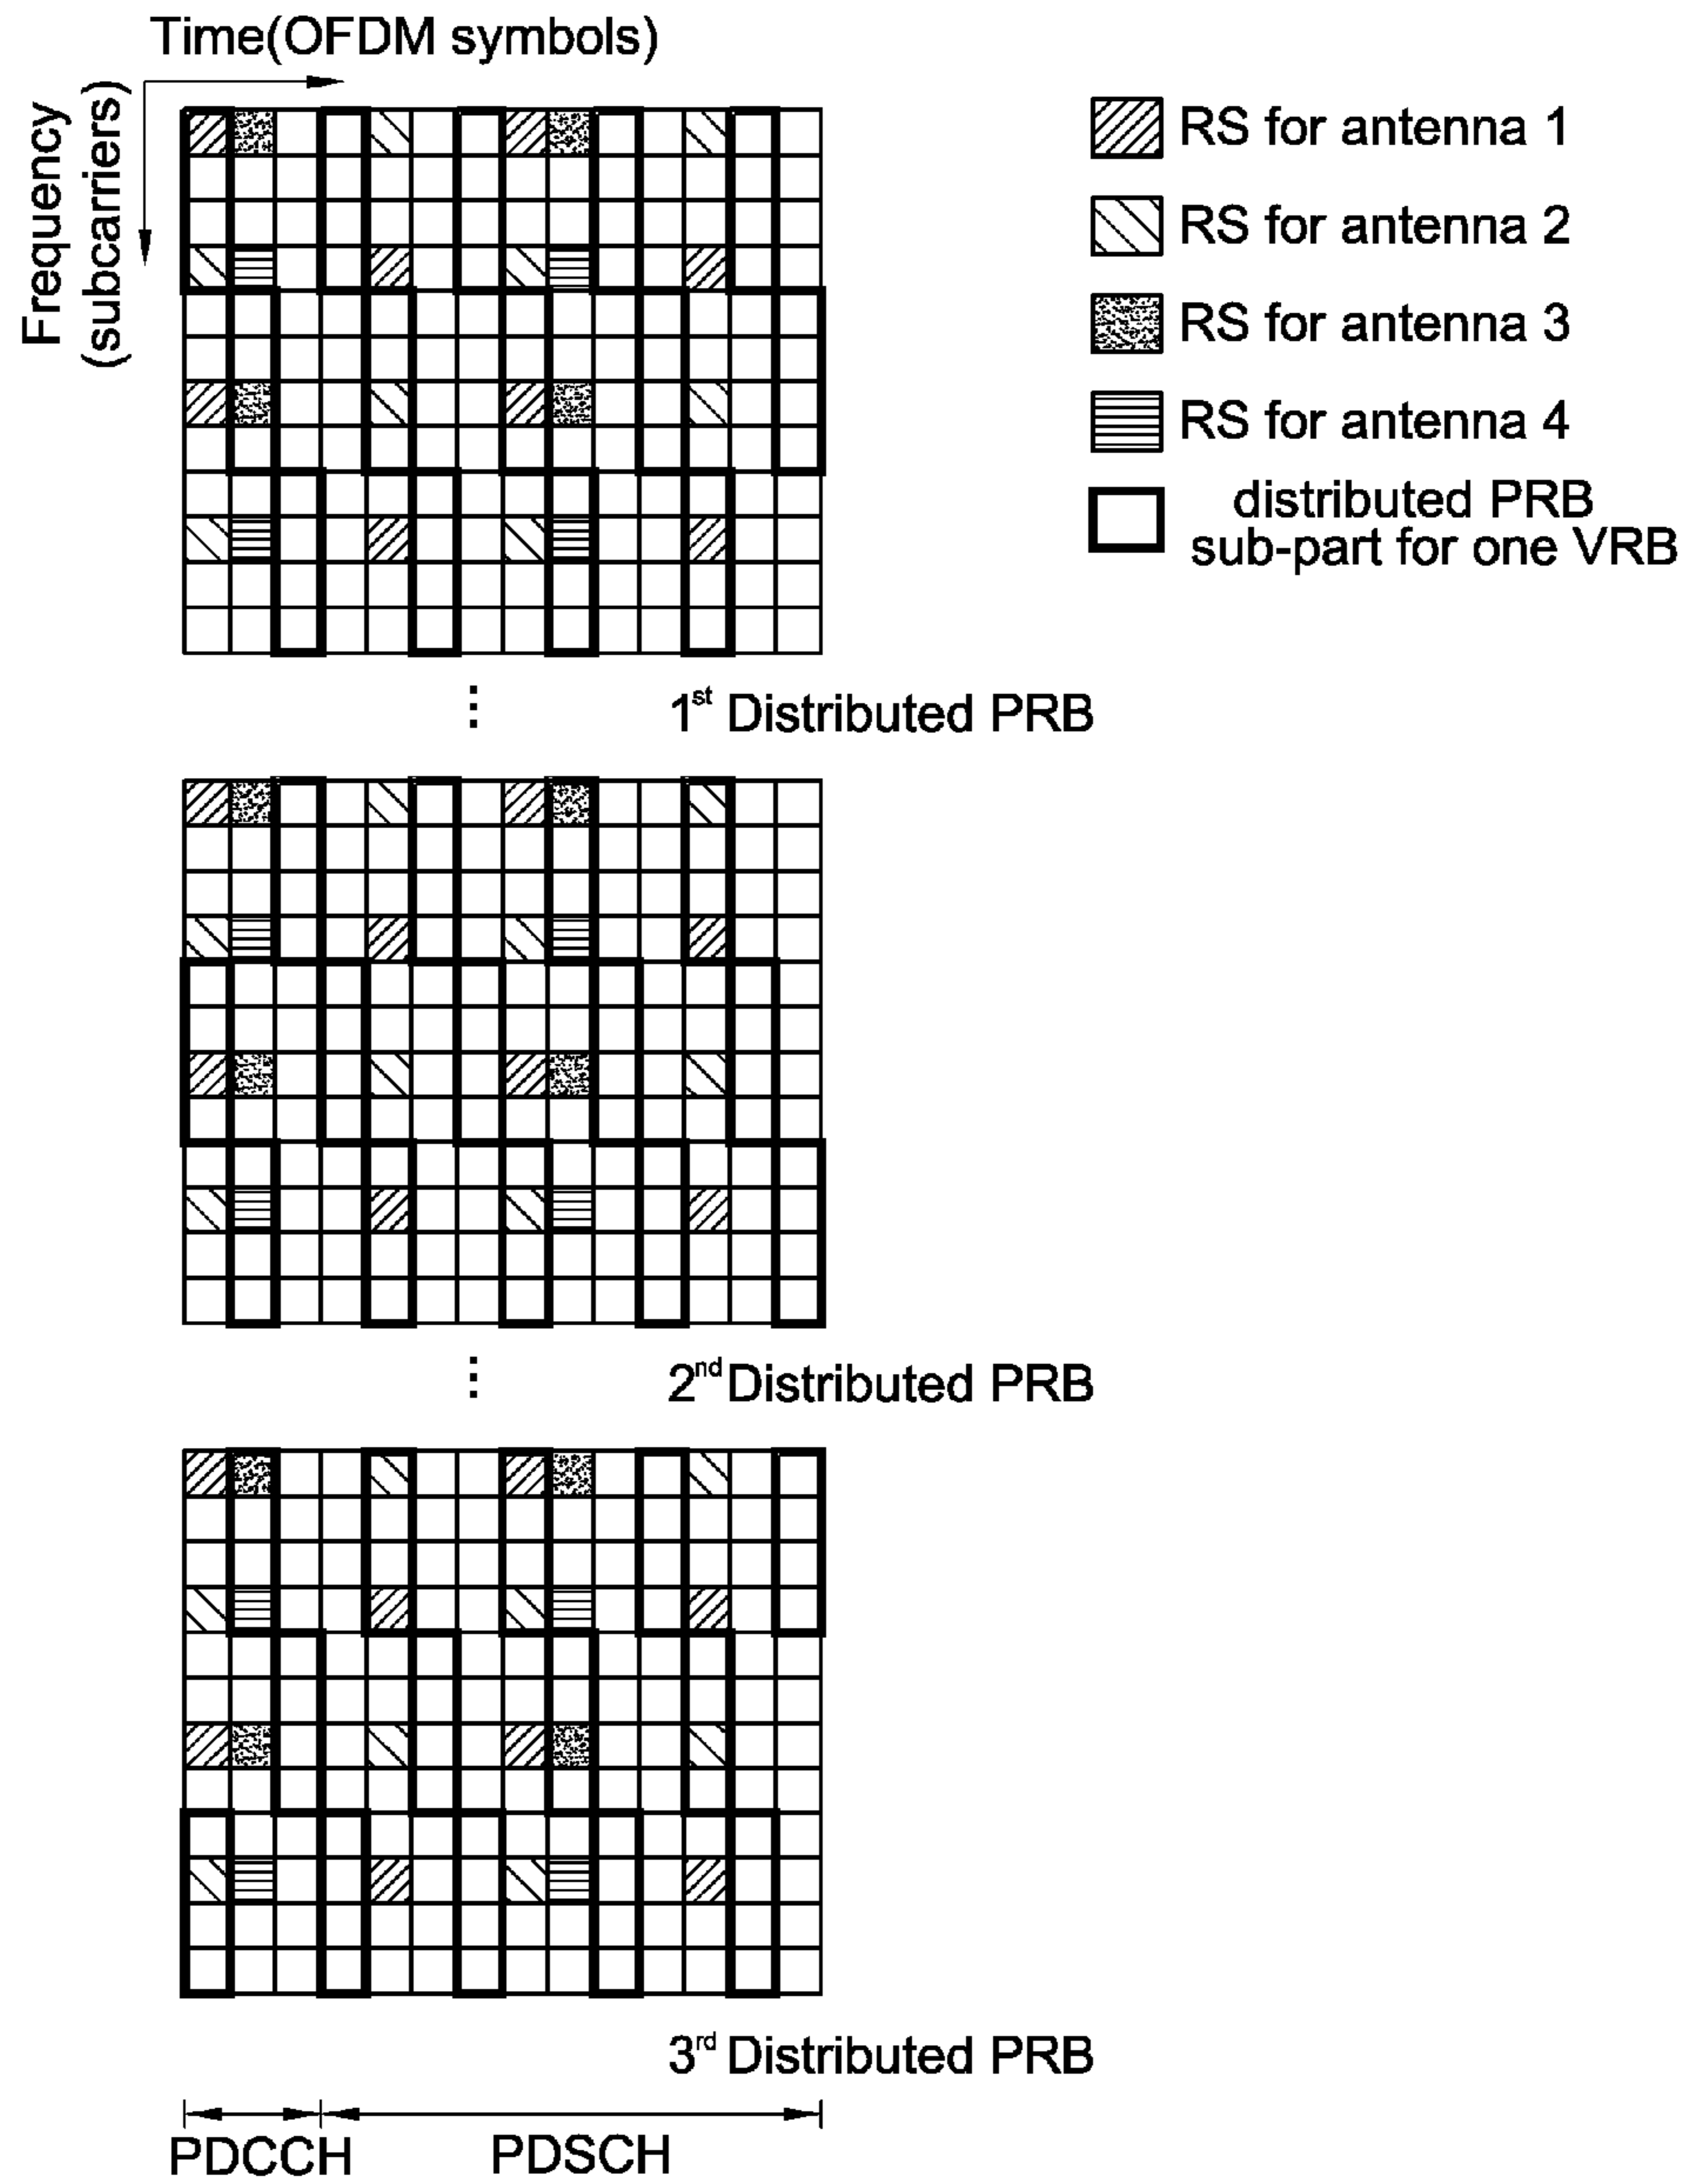 Time(OFDM symbols)
Frequency
(subcarriers)
RS for antenna 1
RS for antenna 2
RS for antenna 3
RS for antenna 4
distributed PRB
sub-part for one VRB
1st Distributed PRB
2nd Distributed PRB
3rd Distributed PRB
PDCCH PDSCH